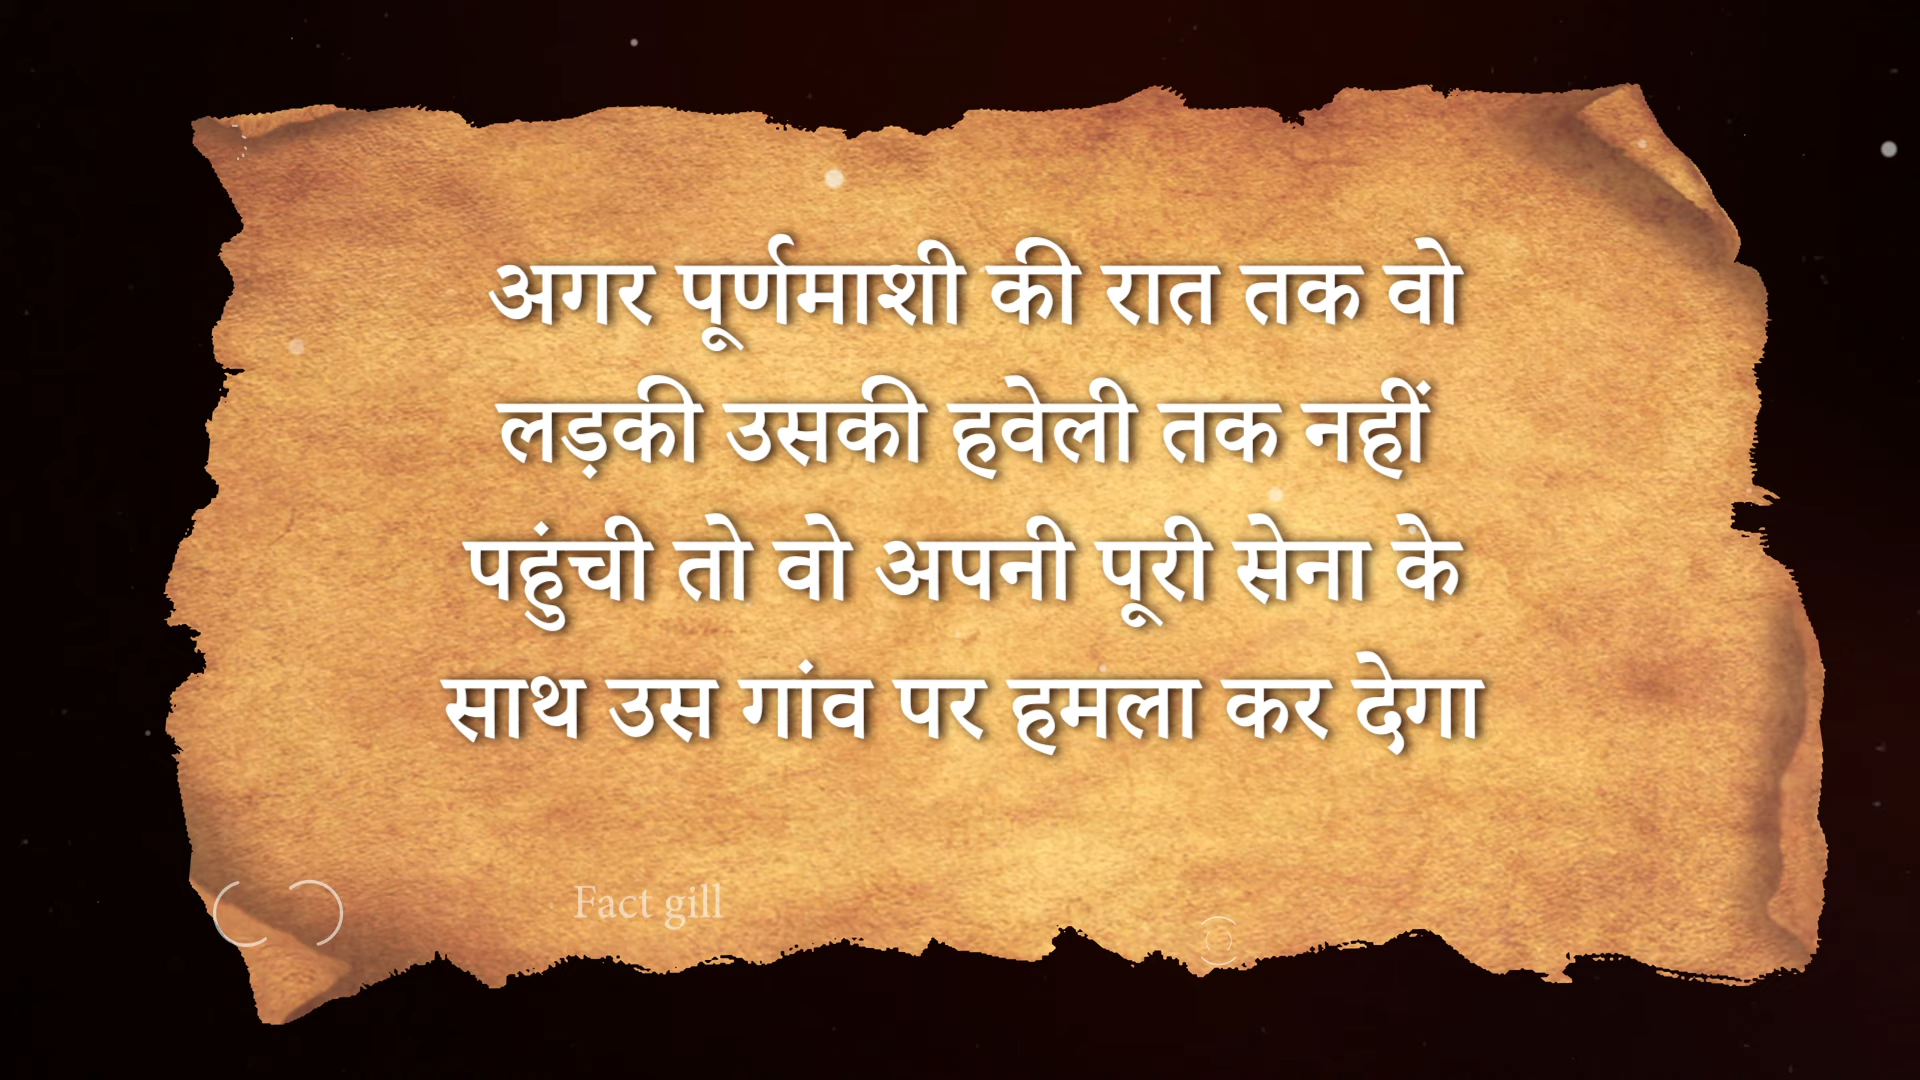 अगर पूर्णमाशी की रात तक वो
लड़की उसकी हवेली तक नहीं
पहुंची तो वो अपनी पूरी सेना के
साथ उस गांव पर हमला कर देगा
Fact gill